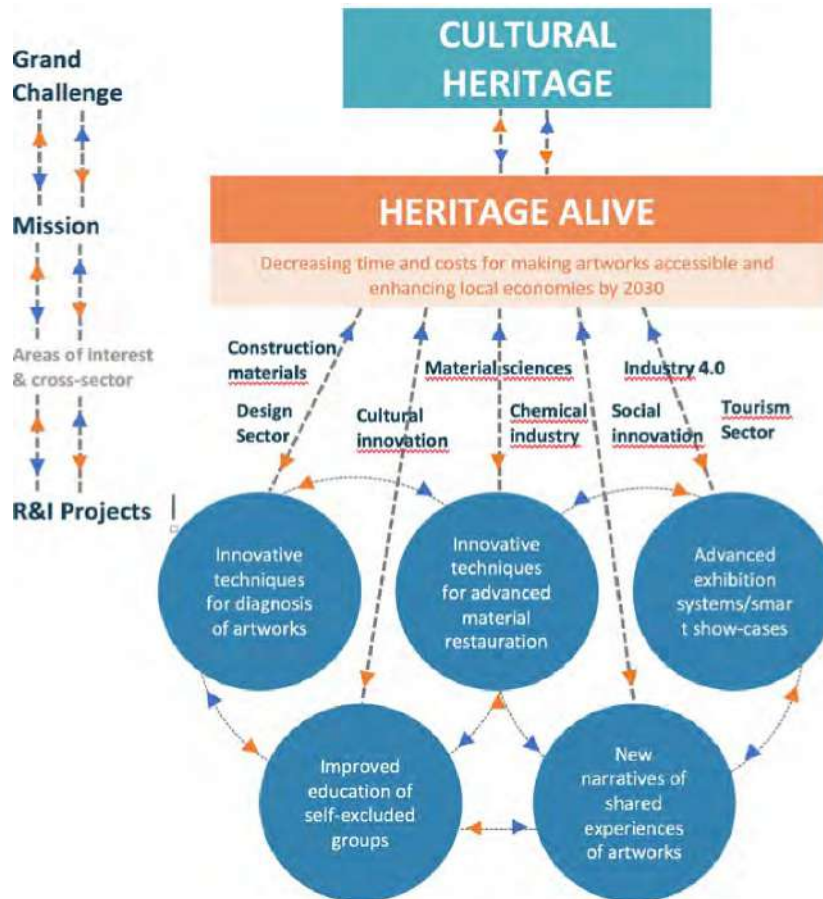 CULTURAL
HERITAGE
Grand
Challenge
Mission
HERITAGE ALIVE
Decreasing time and costs for making artworks accessible and
enhancing local economies by 2030
Areas of interest
& cross-sector
Construction
materials
Material sciences
Industry 4.0
Design
Sector
Cultural
innovation
Chemical
industry
Social
innovation
Tourism
Sector
R&I Projects
Innovative
techniques
for diagnosis
of artworks
Innovative
techniques
for advanced
material
restauration
Advanced
exhibition
systems/smar
t show-cases
Improved
education of
self-excluded
groups
New
narratives of
shared
experiences
of artworks